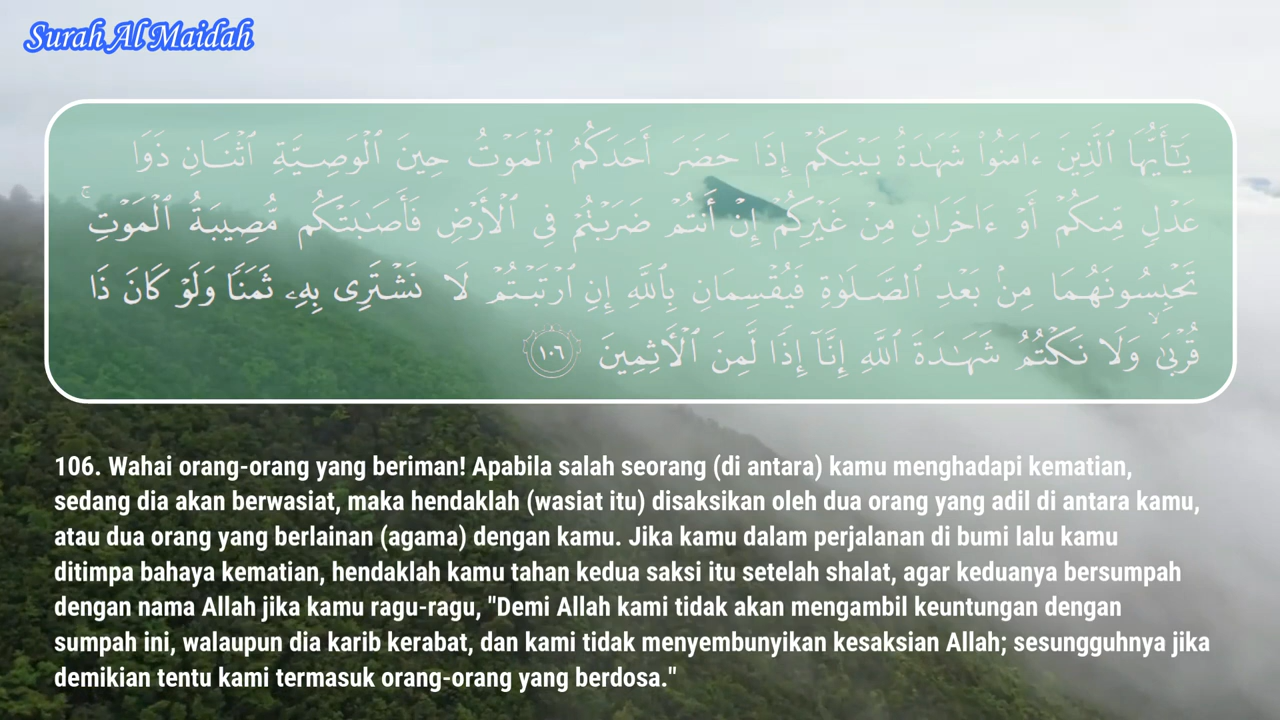 Surah Al Maidah
يَـٰٓأَيُّهَا ٱلَّذِينَ ءَامَنُوا۟ شَهَـٰدَةُ بَيْنِكُمْ إِذَا حَضَرَ أَحَدَكُمُ ٱلْمَوْتُ حِينَ ٱلْوَصِيَّةِ ٱثْنَانِ ذَوَا
عَدْلٍ مِّنكُمْ أَوْ ءَاخَرَانِ مِنْ غَيْرِكُمْ إِنْ أَنتُمْ ضَرَبْتُمْ فِى ٱلْأَرْضِ فَأَصَـٰبَتْكُم مُّصِيبَةُ ٱلْمَوْتِ ۚ
تَحْبِسُونَهُمَا مِنۢ بَعْدِ ٱلصَّلَوٰةِ فَيُقْسِمَانِ بِٱللَّهِ إِنِ ٱرْتَبْتُمْ لَا نَشْتَرِى بِهِۦ ثَمَنًا وَلَوْ كَانَ ذَا
قُرْبَىٰ ۙ وَلَا نَكْتُمُ شَهَـٰدَةَ ٱللَّهِ إِنَّآ إِذًا لَّمِنَ ٱلْـَٔاثِمِينَ ١٠٦
106. Wahai orang-orang yang beriman! Apabila salah seorang (di antara) kamu menghadapi kematian,
sedang dia akan berwasiat, maka hendaklah (wasiat itu) disaksikan oleh dua orang yang adil di antara kamu,
atau dua orang yang berlainan (agama) dengan kamu. Jika kamu dalam perjalanan di bumi lalu kamu
ditimpa bahaya kematian, hendaklah kamu tahan kedua saksi itu setelah shalat, agar keduanya bersumpah
dengan nama Allah jika kamu ragu-ragu, "Demi Allah kami tidak akan mengambil keuntungan dengan
sumpah ini, walaupun dia karib kerabat, dan kami tidak menyembunyikan kesaksian Allah; sesungguhnya jika
demikian tentu kami termasuk orang-orang yang berdosa."